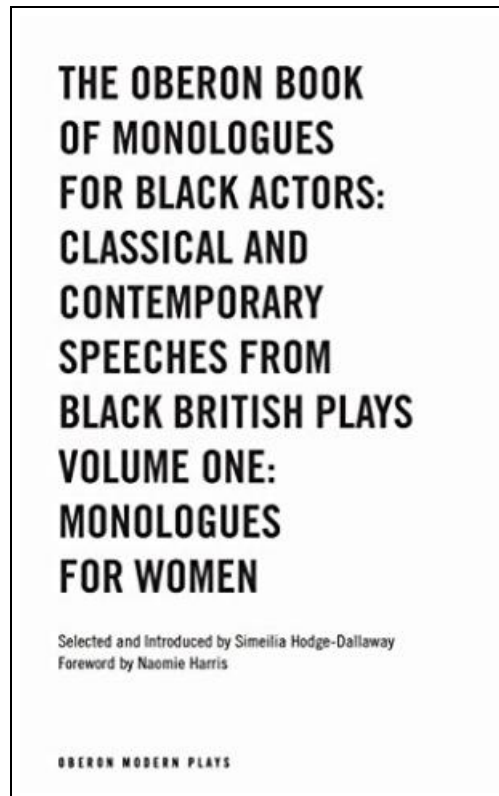 THE OBERON BOOK
OF MONOLOGUES
FOR BLACK ACTORS:
CLASSICAL AND
CONTEMPORARY
SPEECHES FROM
BLACK BRITISH PLAYS
VOLUME ONE:
MONOLOGUES
FOR WOMEN
Selected and Introduced by Simeilia Hodge-Dallaway
Foreword by Naomie Harris
OBERON MODERN PLAYS